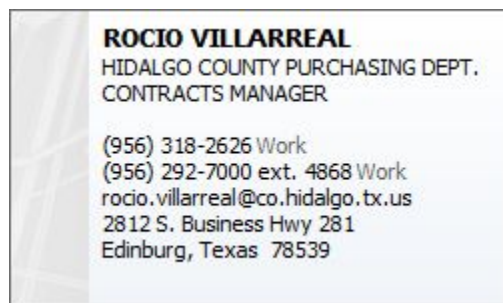 ROCIO VILLARREAL
HIDALGO COUNTY PURCHASING DEPT.
CONTRACTS MANAGER
(956) 318-2626 Work
(956) 292-7000 ext. 4868 Work
rocio.villarreal@co.hidalgo.tx.us
2812 S. Business Hwy 281
Edinburg, Texas 78539